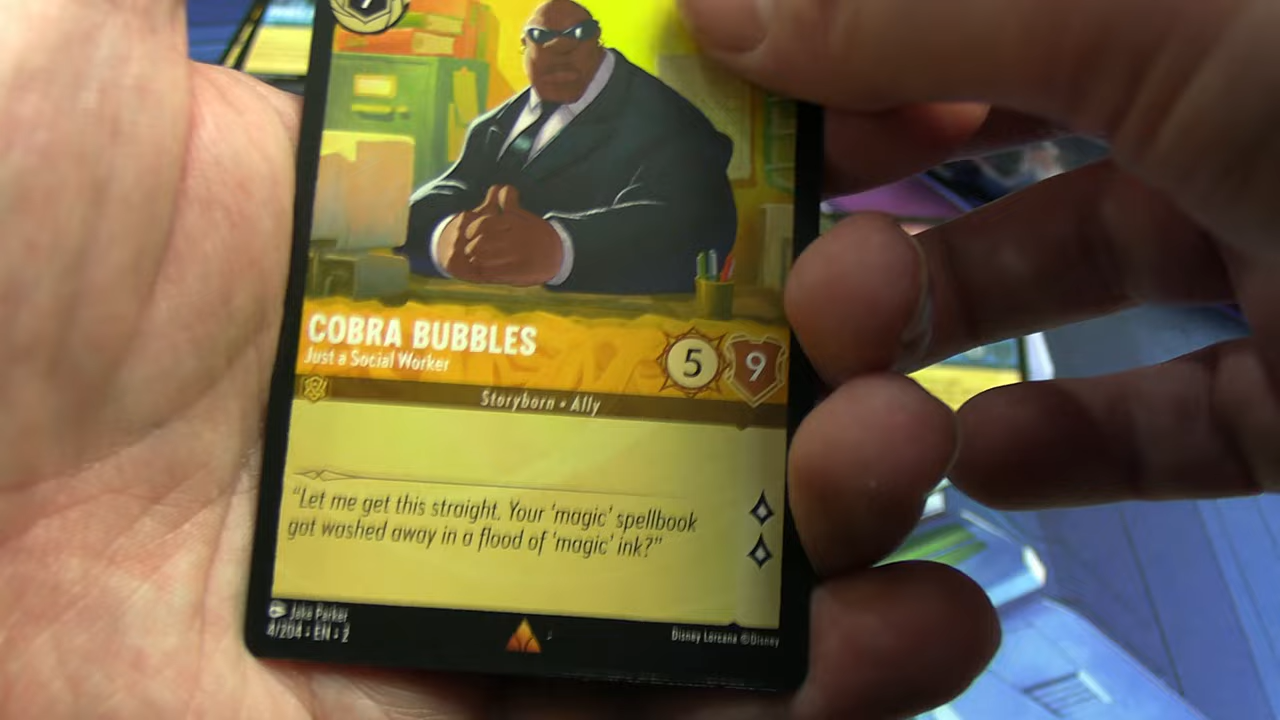 COBRA BUBBLES
Just a Social Worker
5
9
Storyborn • Ally
"Let me get this straight. Your 'magic' spellbook
got washed away in a flood of 'magic' ink?"
Jake Parker
4/204 • EN • 2
Disney Lorcana ©Disney